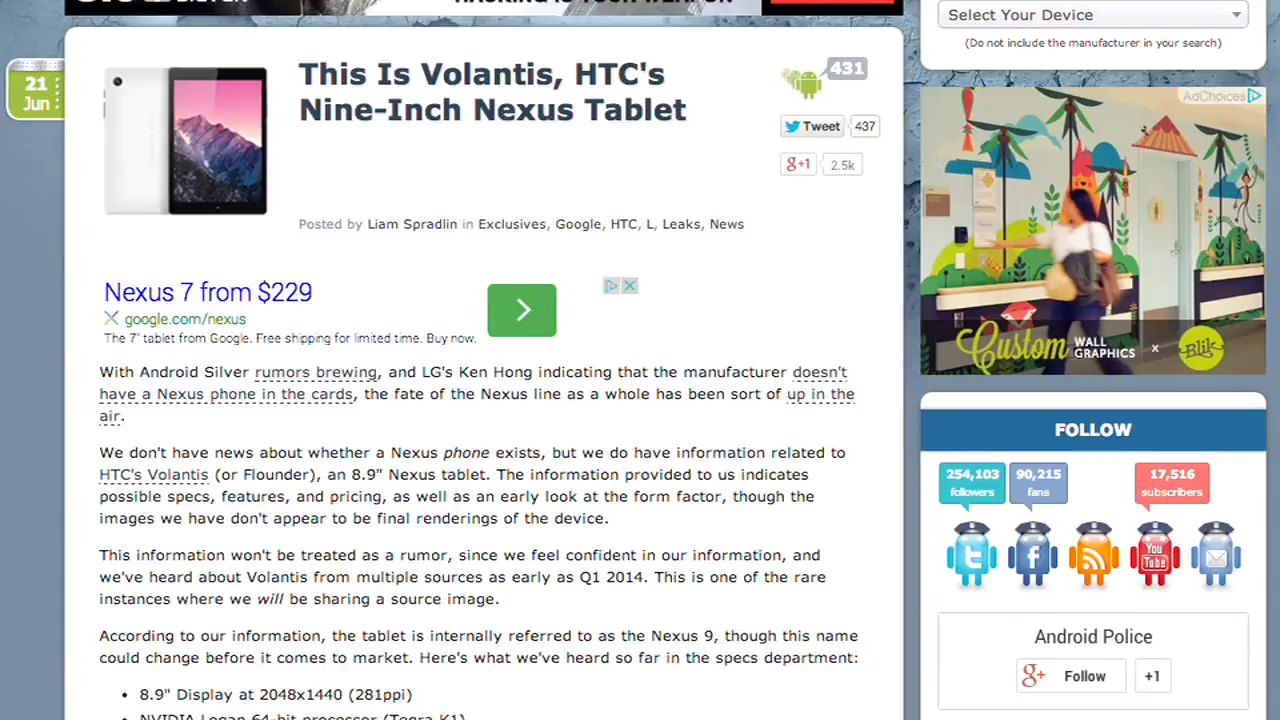 HACKING IS YOUR WEAPON
Select Your Device
(Do not include the manufacturer in your search)
21
Jun
This Is Volantis, HTC's
Nine-Inch Nexus Tablet
431
Tweet 437
g+1 2.5k
Posted by Liam Spradlin in Exclusives, Google, HTC, L, Leaks, News
AdChoices
Custom WALL GRAPHICS x Blik
Nexus 7 from $229
google.com/nexus
The 7" tablet from Google. Free shipping for limited time. Buy now.
With Android Silver rumors brewing, and LG's Ken Hong indicating that the manufacturer doesn't
have a Nexus phone in the cards, the fate of the Nexus line as a whole has been sort of up in the
air.
We don't have news about whether a Nexus phone exists, but we do have information related to
HTC's Volantis (or Flounder), an 8.9" Nexus tablet. The information provided to us indicates
possible specs, features, and pricing, as well as an early look at the form factor, though the
images we have don't appear to be final renderings of the device.
This information won't be treated as a rumor, since we feel confident in our information, and
we've heard about Volantis from multiple sources as early as Q1 2014. This is one of the rare
instances where we will be sharing a source image.
According to our information, the tablet is internally referred to as the Nexus 9, though this name
could change before it comes to market. Here's what we've heard so far in the specs department:
• 8.9" Display at 2048x1440 (281ppi)
• NVIDIA Logan 64-bit processor (Tegra K1)
FOLLOW
254,103 90,215 17,516
followers fans subscribers
You
Tube
Android Police
g+ Follow +1